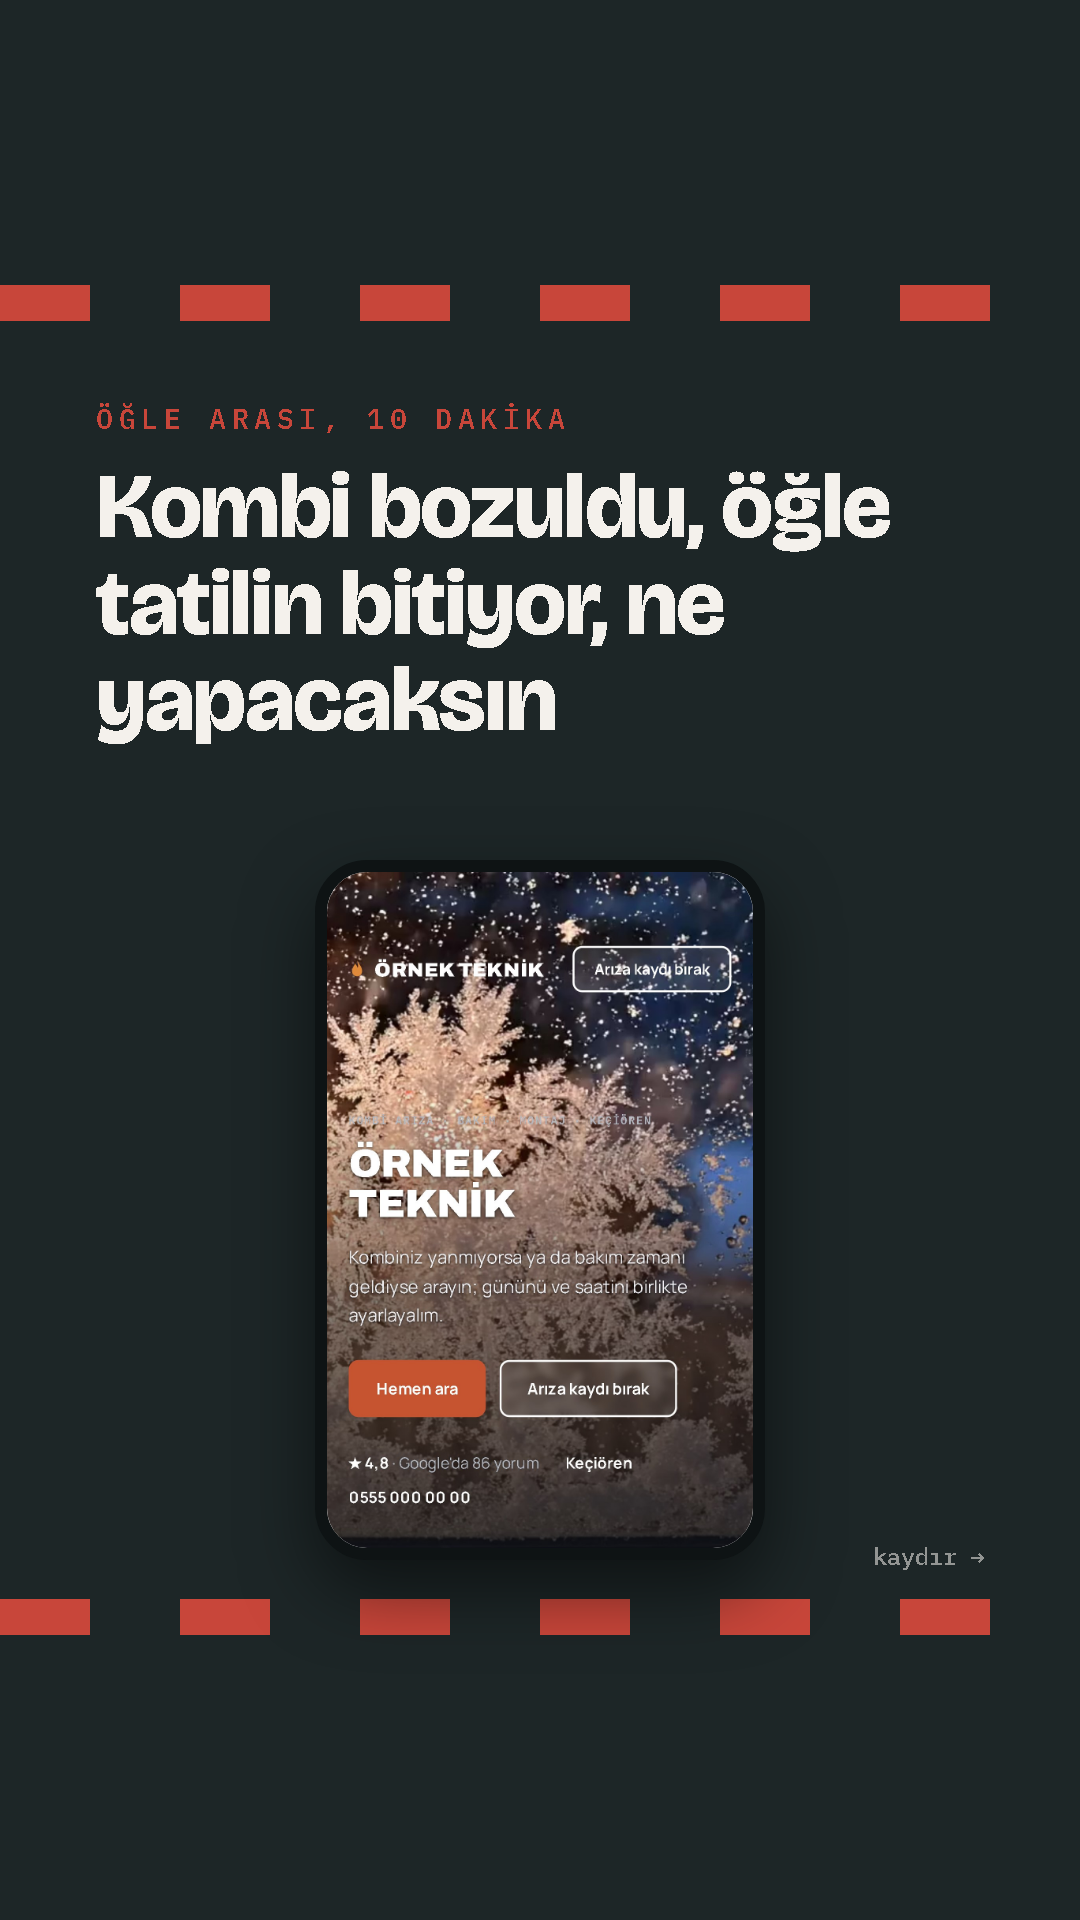 ÖĞLE ARASI, 10 DAKİKA
Kombi bozuldu, öğle
tatilin bitiyor, ne
yapacaksın
ÖRNEK TEKNİK
Arıza kaydı bırak
KEÇİÖREN
ÖRNEK
TEKNİK
Kombiniz yanmıyorsa ya da bakım zamanı
geldiyse arayın; gününü ve saatini birlikte
ayarlayalım.
Hemen ara
Arıza kaydı bırak
★ 4,8 · Google'da 86 yorum
Keçiören
0555 000 00 00
kaydır →